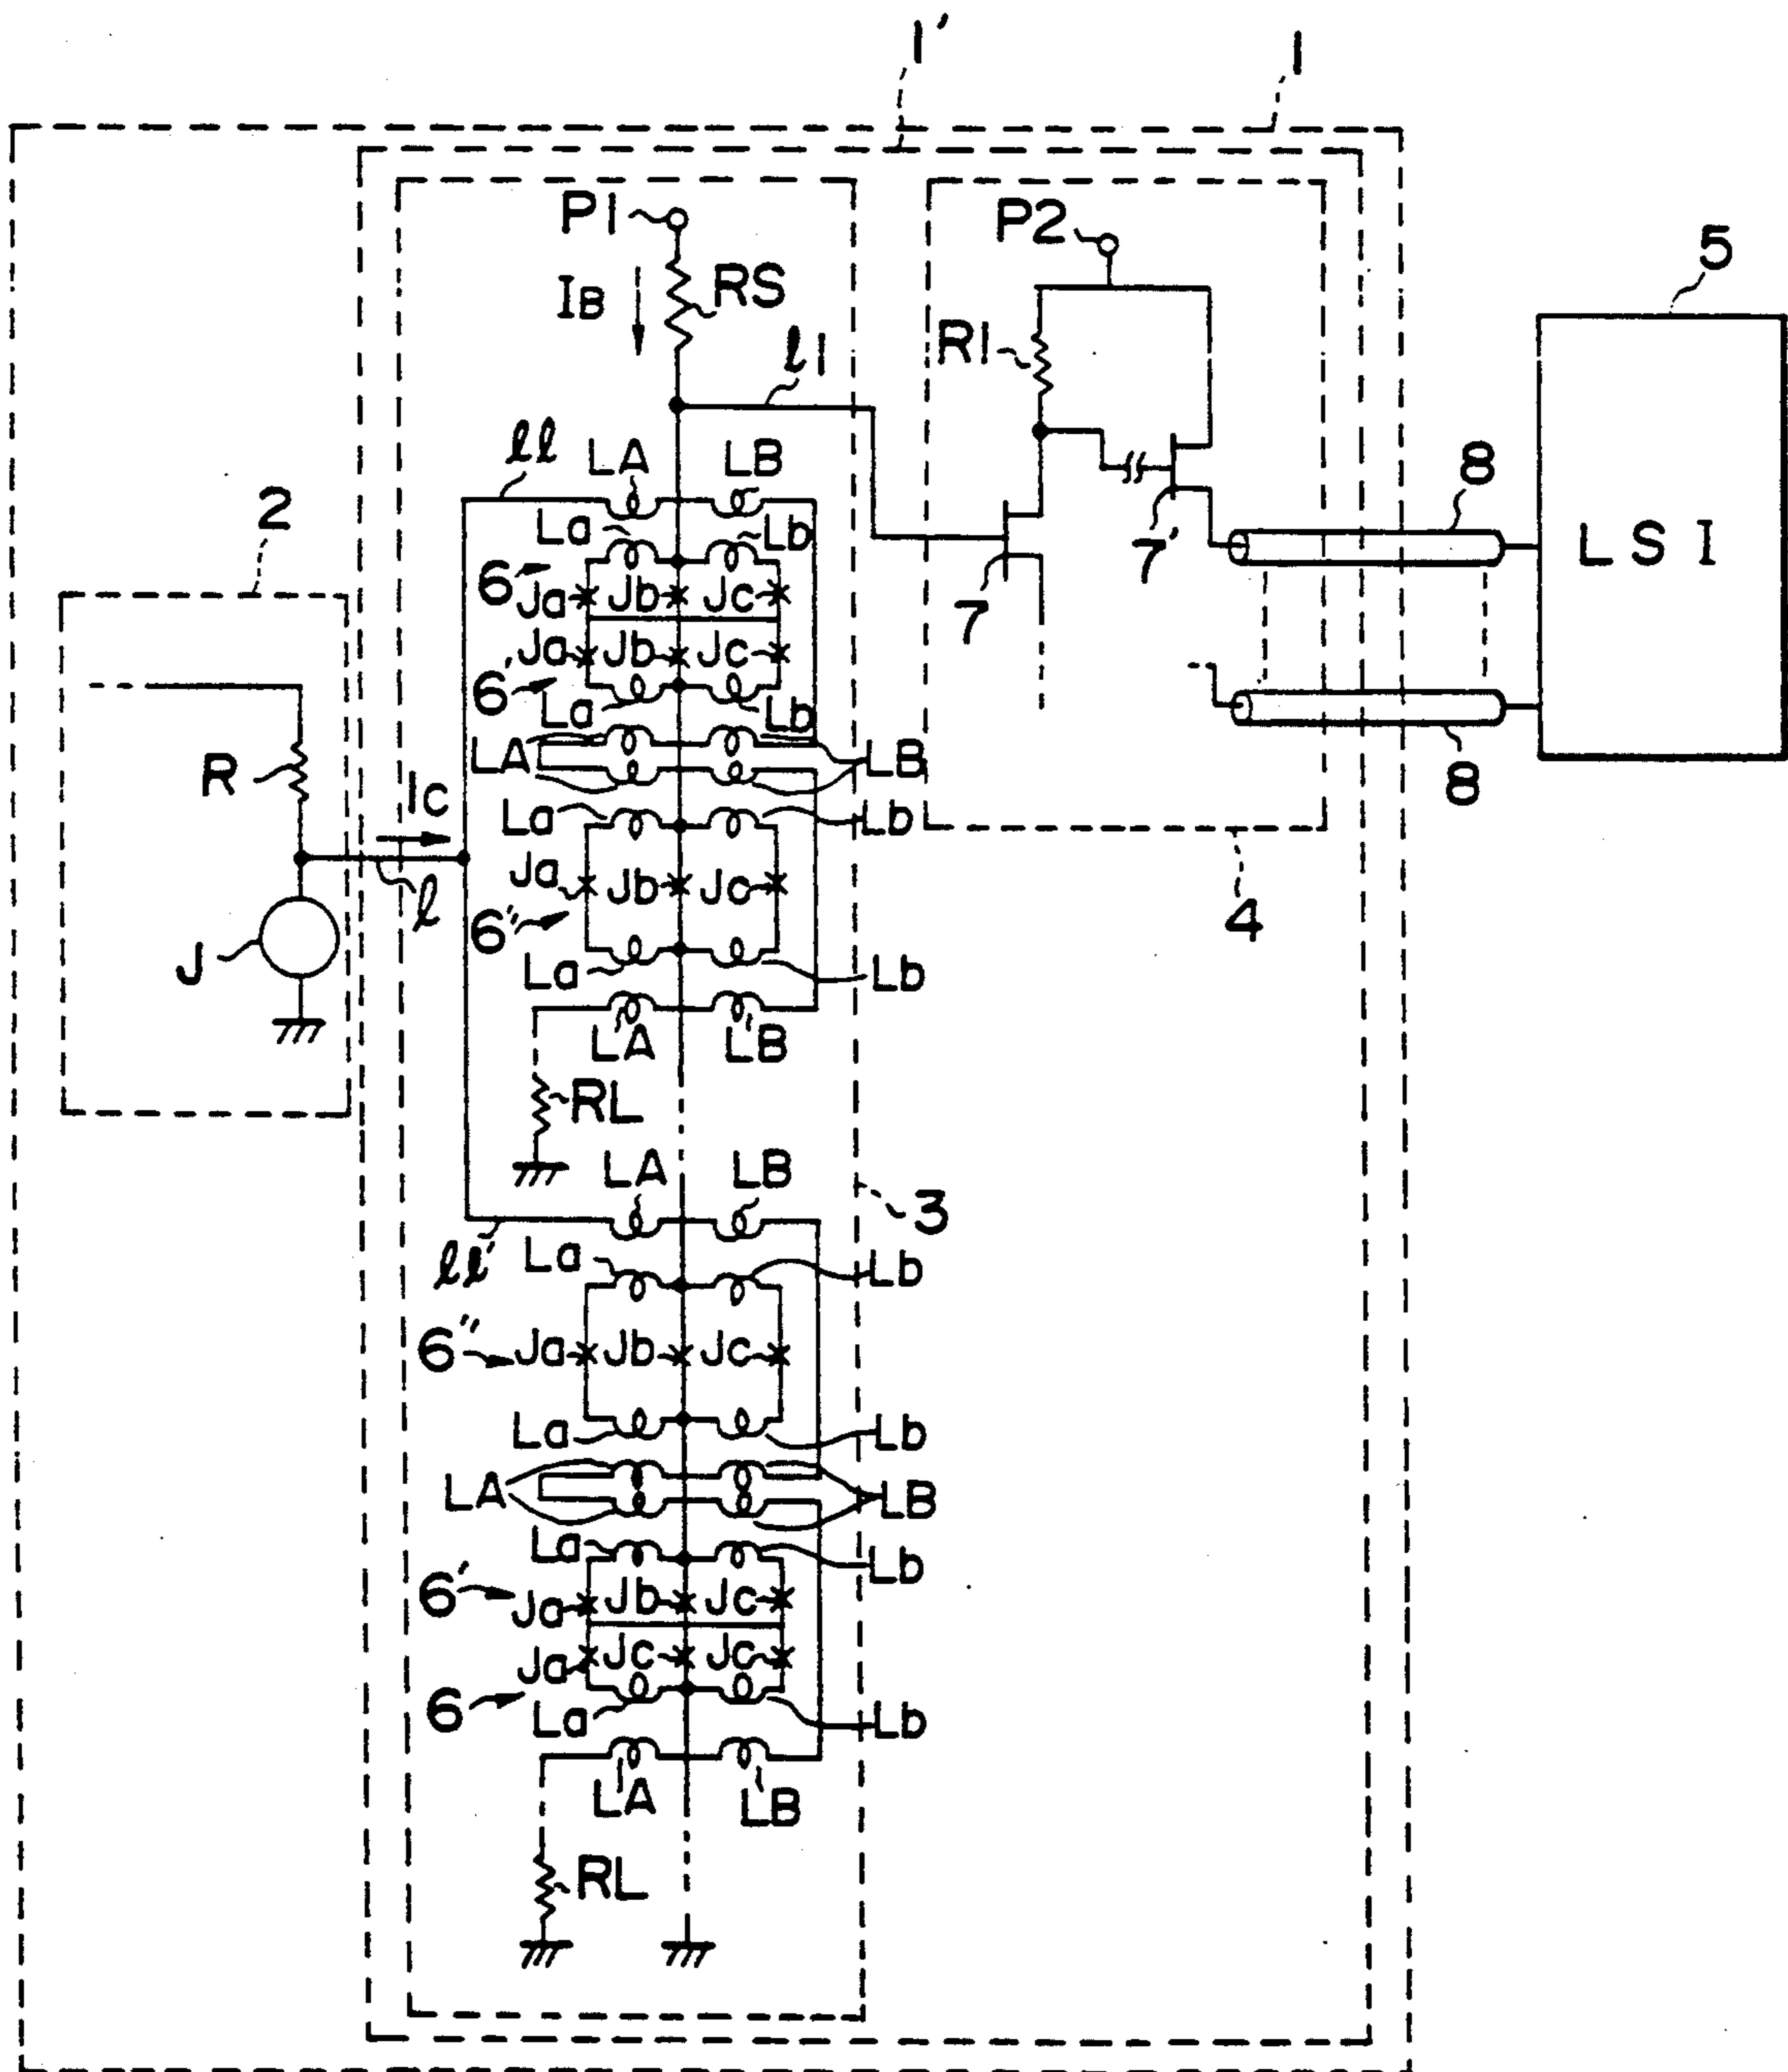 1' 1
P1 P2
IB RS 5
R1
ℓ1
ℓℓ LA LB 8
2 La Lb LSI
6 Ja Jb Jc 7 7'
Ja Jb Jc
6' La Lb
LA LB 8
R IC La Lb
Ja Jb Jc
ℓ 6" 4
J La Lb
LA LB
RL
LA LB 3
ℓℓ' La Lb
6" Ja Jb Jc
La Lb
LA LB
La Lb
6' Ja Jb Jc
Ja Jc Jc
6 La Lb
LA LB
RL